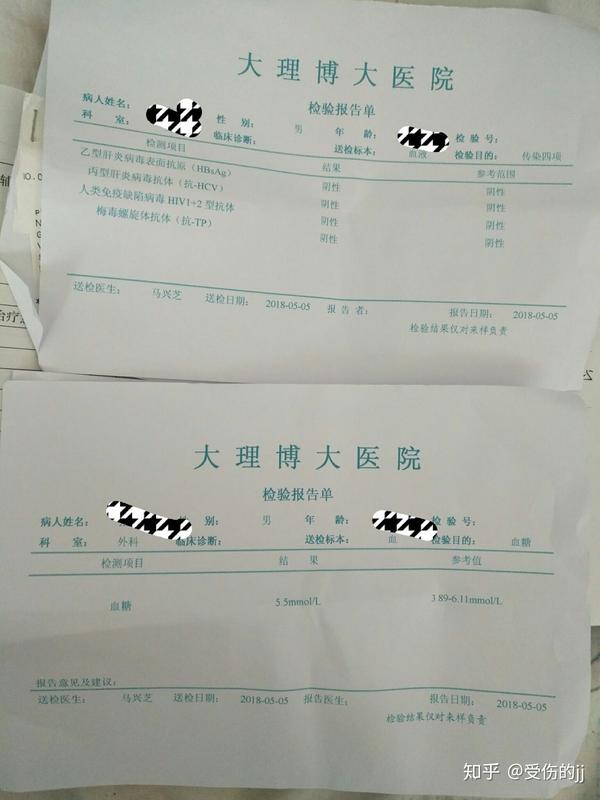 大理博大医院
检验报告单
病人姓名： 性 别： 男 年 龄： 检 验 号：
科 室： 临床诊断： 送检标本： 血液 检验目的： 传染四项
检测项目 结果 参考范围
乙型肝炎病毒表面抗原（HBsAg） 阴性 阴性
丙型肝炎病毒抗体（抗-HCV） 阴性 阴性
人类免疫缺陷病毒 HIV1+2 型抗体 阴性 阴性
梅毒螺旋体抗体（抗-TP） 阴性 阴性
送检医生： 马兴芝 送检日期： 2018-05-05 报 告 者： 报告日期： 2018-05-05
检验结果仅对来样负责
大理博大医院
检验报告单
病人姓名： 性 别： 男 年 龄： 检 验 号：
科 室： 外科 临床诊断： 送检标本： 血 检验目的： 血糖
检测项目 结 果 参考值
血糖 5.5mmol/L 3.89-6.11mmol/L
报告意见及建议：
送检医生： 马兴芝 送检日期： 2018-05-05 报告医生： 报告日期： 2018-05-05
检验结果仅对来样负责
知乎 @受伤的jj